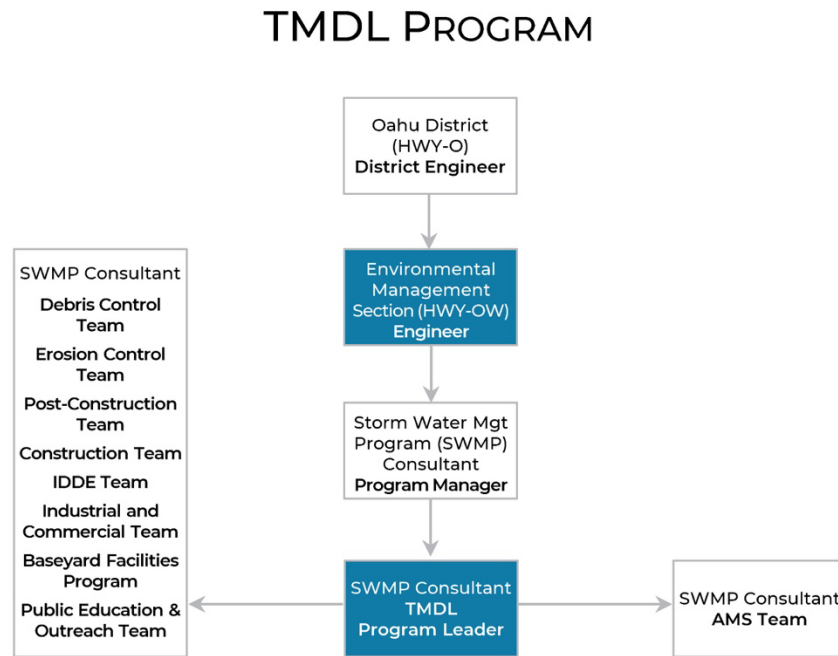 TMDL PROGRAM
Oahu District
(HWY-O)
District Engineer
Environmental
Management
Section (HWY-OW)
Engineer
Storm Water Mgt
Program (SWMP)
Consultant
Program Manager
SWMP Consultant
TMDL
Program Leader
SWMP Consultant
Debris Control
Team
Erosion Control
Team
Post-Construction
Team
Construction Team
IDDE Team
Industrial and
Commercial Team
Baseyard Facilities
Program
Public Education &
Outreach Team
SWMP Consultant
AMS Team